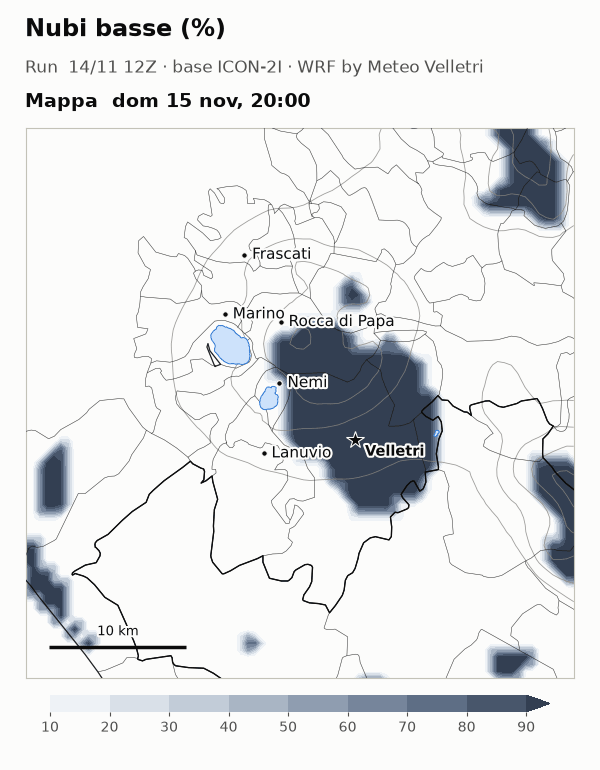 Nubi basse (%)
Run  14/11 12Z · base ICON-2I · WRF by Meteo Velletri
Mappa  dom 15 nov, 20:00
Frascati
Marino
Rocca di Papa
Nemi
Velletri
Lanuvio
10 km
10 20 30 40 50 60 70 80 90